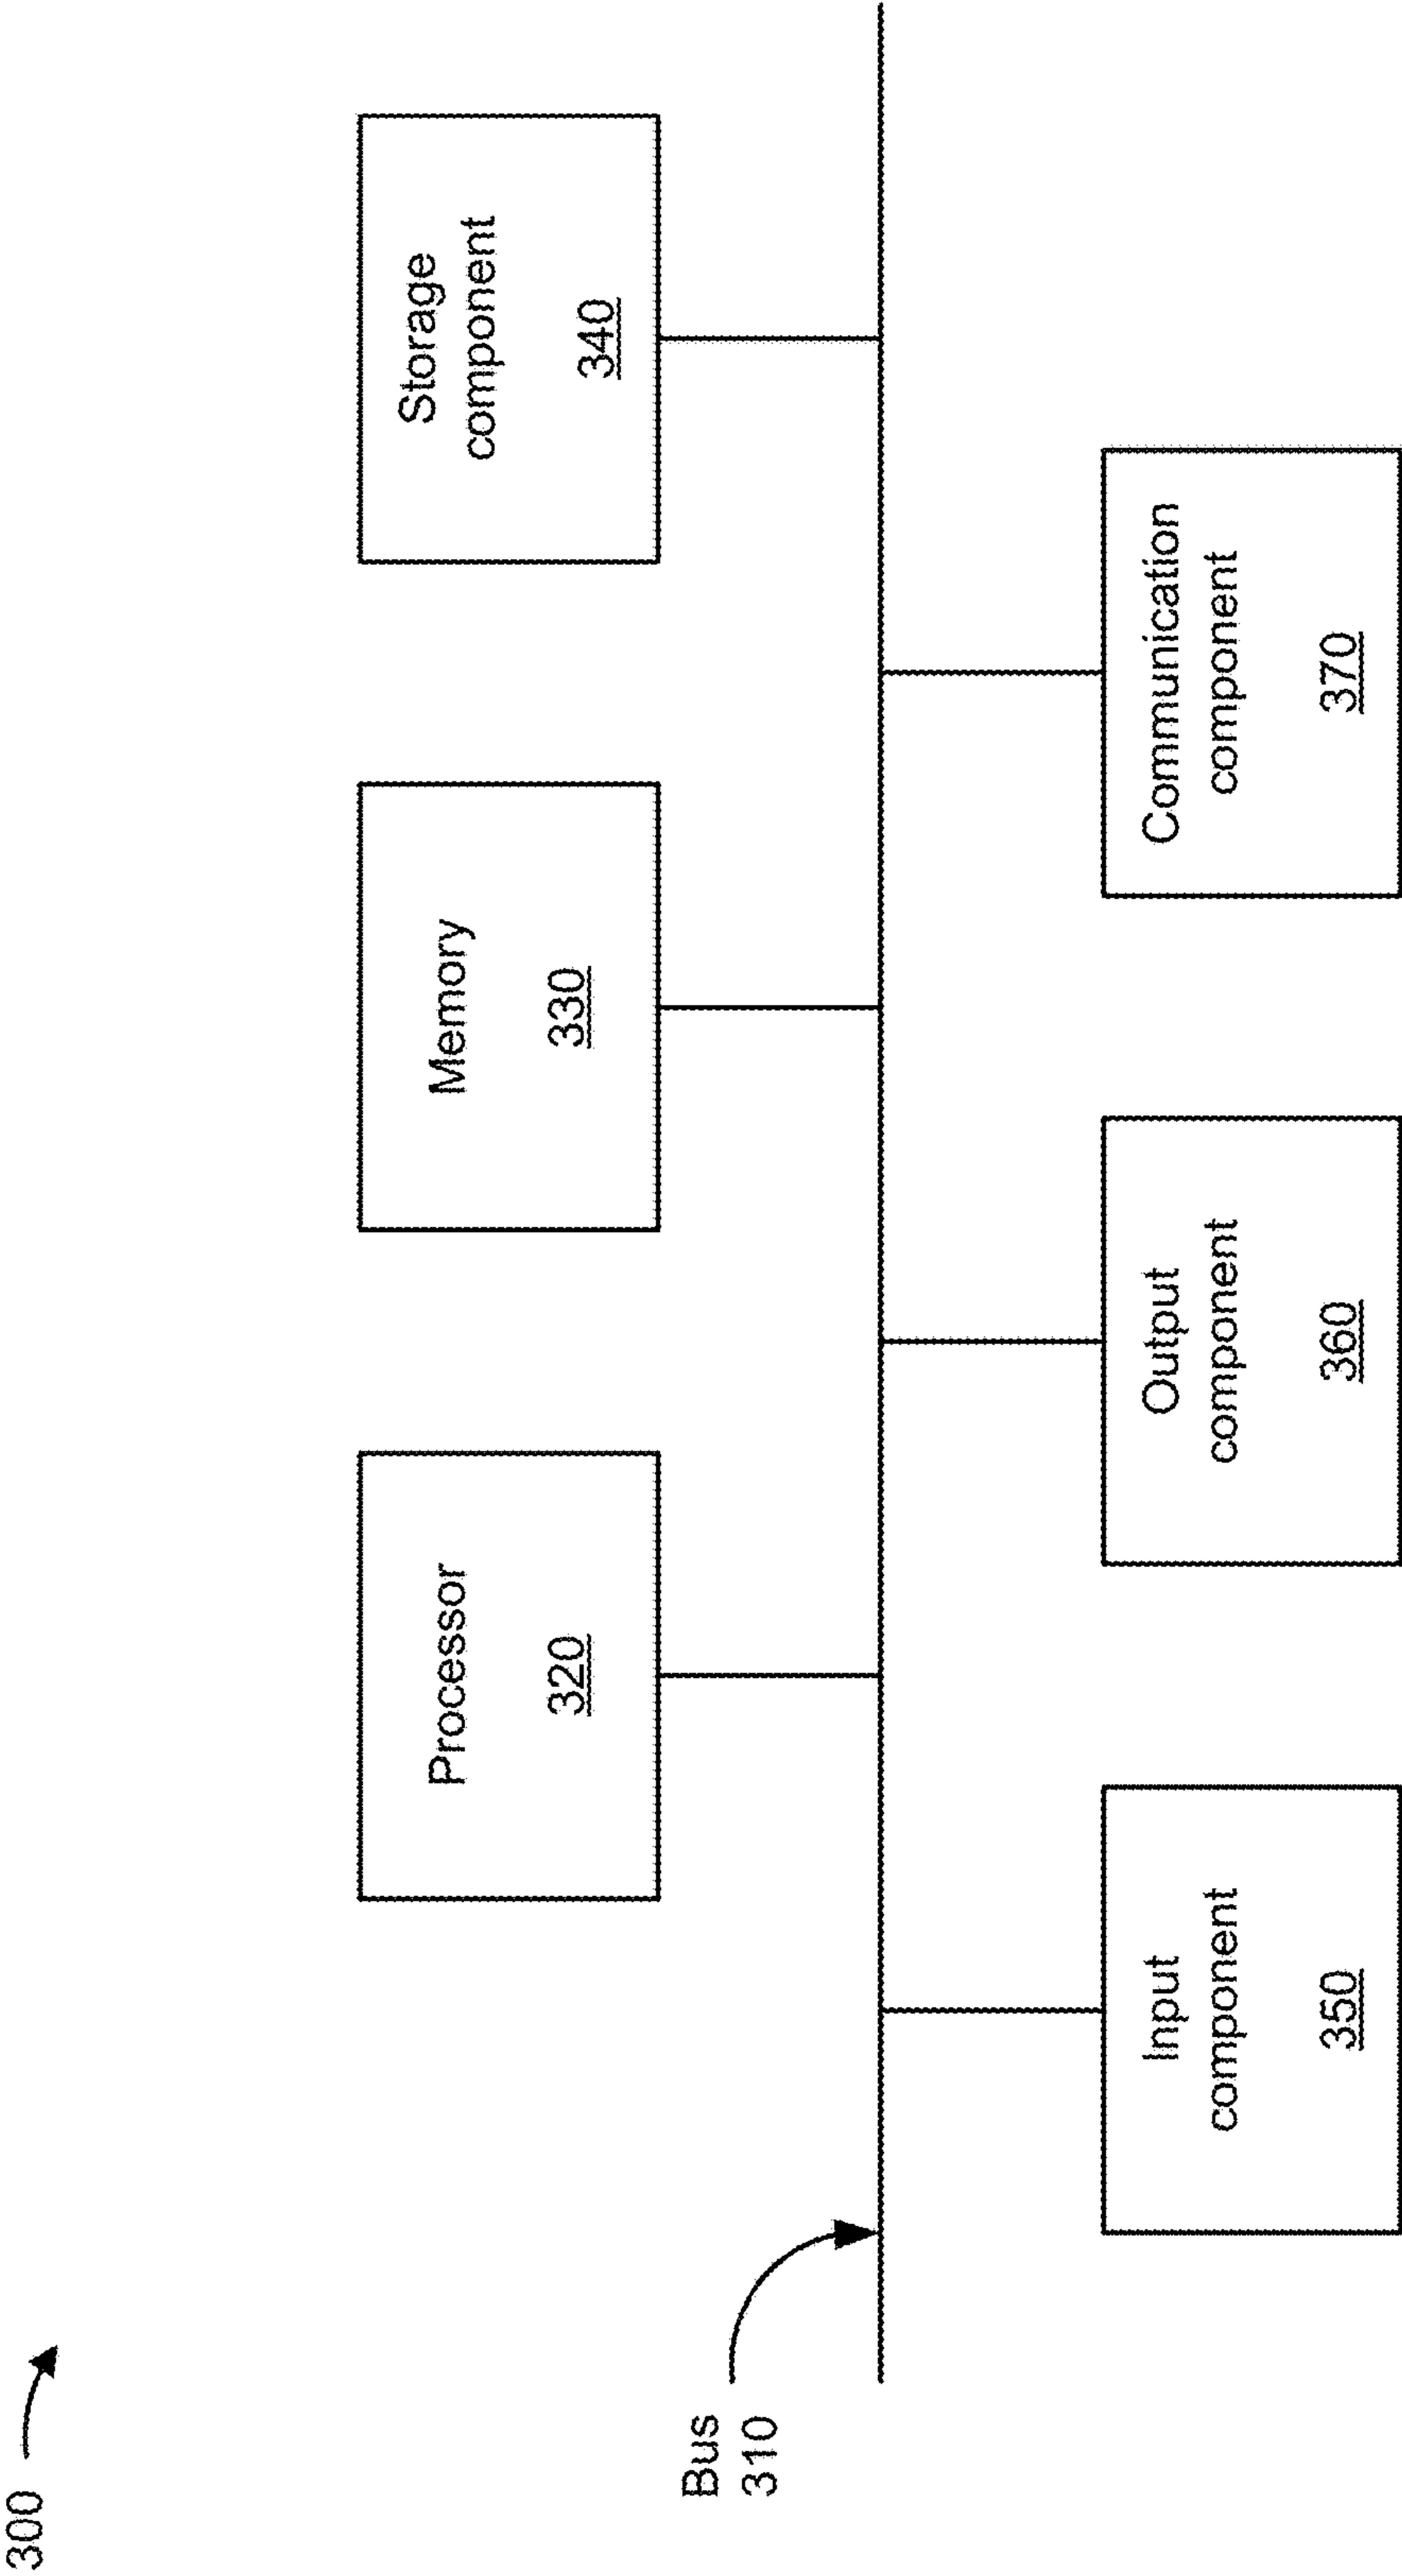 300
Bus
310
Processor
320
Memory
330
Storage
component
340
Input
component
350
Output
component
360
Communication
component
370